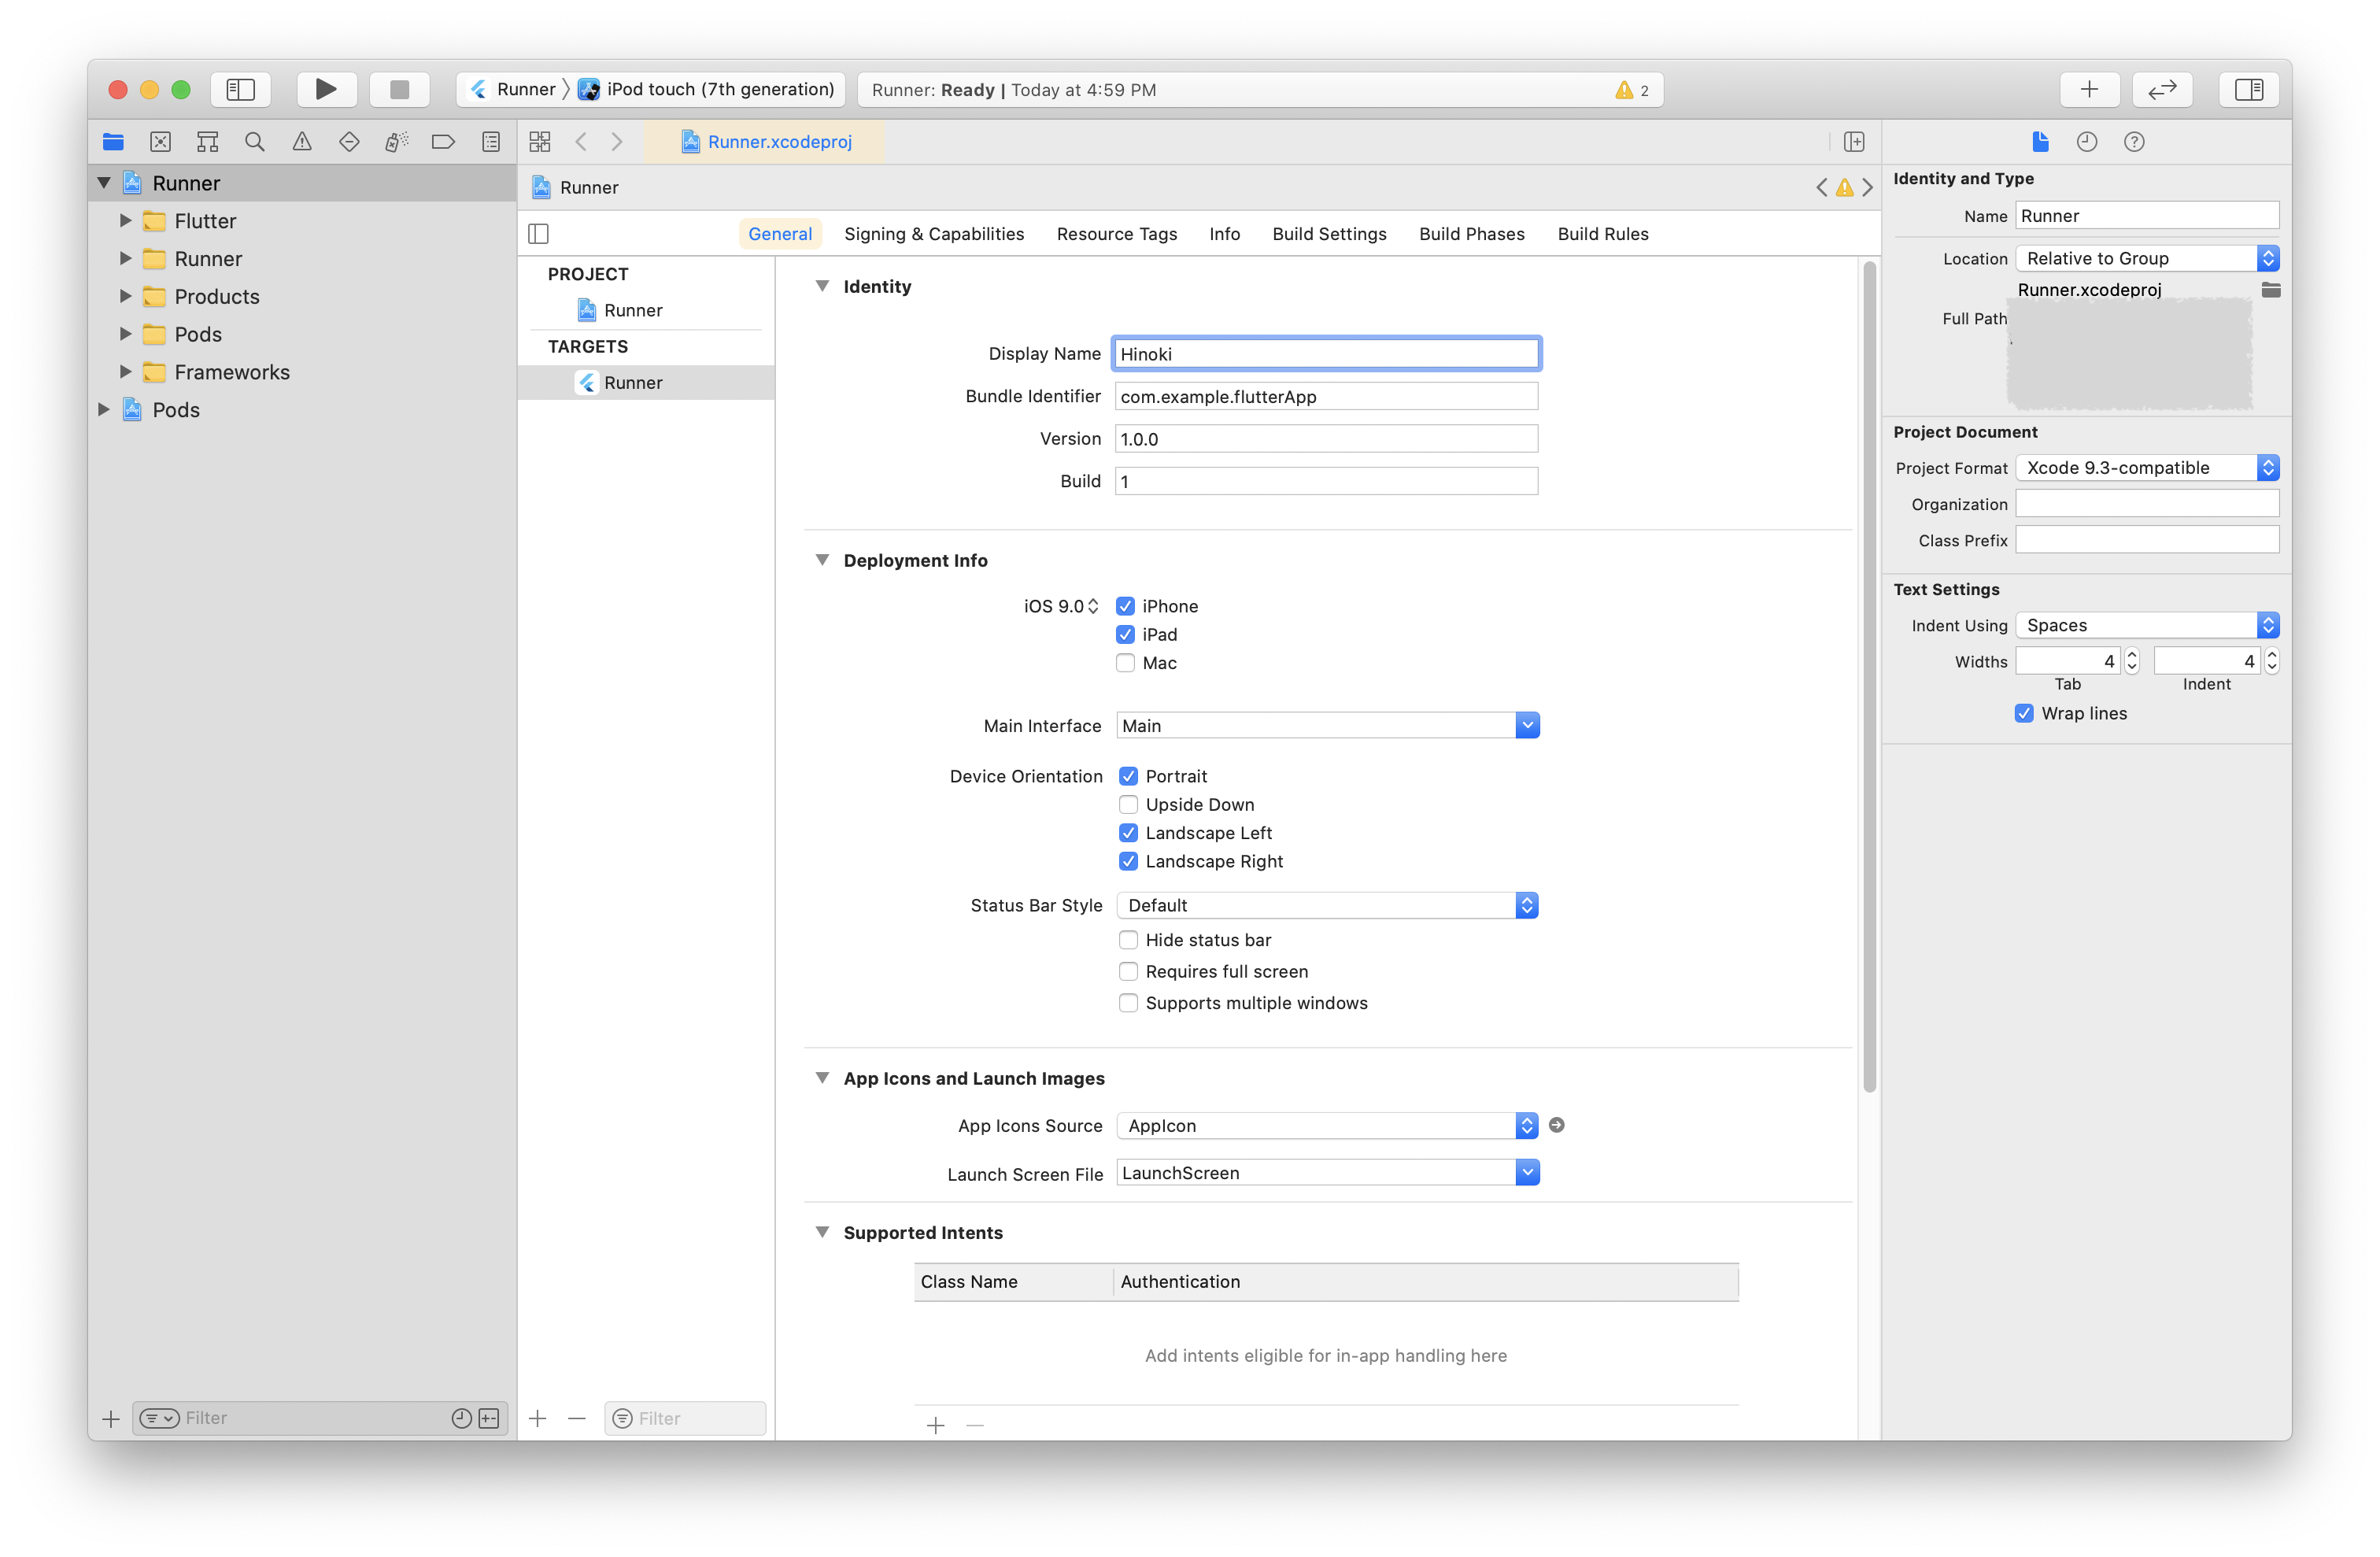 Runner 〉 iPod touch (7th generation)
Runner: Ready | Today at 4:59 PM
2
Runner.xcodeproj
Runner
Flutter
Runner
Products
Pods
Frameworks
Pods
Filter
Runner
General Signing & Capabilities Resource Tags Info Build Settings Build Phases Build Rules
PROJECT
Runner
TARGETS
Runner
Filter
Identity
Display Name Hinoki
Bundle Identifier com.example.flutterApp
Version 1.0.0
Build 1
Deployment Info
iOS 9.0 iPhone
iPad
Mac
Main Interface Main
Device Orientation Portrait
Upside Down
Landscape Left
Landscape Right
Status Bar Style Default
Hide status bar
Requires full screen
Supports multiple windows
App Icons and Launch Images
App Icons Source AppIcon
Launch Screen File LaunchScreen
Supported Intents
Class Name Authentication
Add intents eligible for in-app handling here
Identity and Type
Name Runner
Location Relative to Group
Runner.xcodeproj
Full Path
Project Document
Project Format Xcode 9.3-compatible
Organization
Class Prefix
Text Settings
Indent Using Spaces
Widths 4 4
Tab Indent
Wrap lines